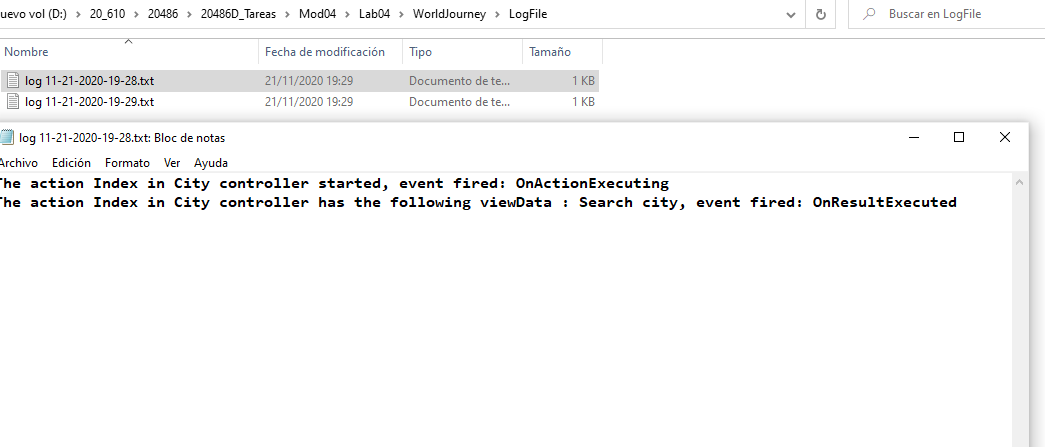 uevo vol (D:) > 20_610 > 20486 > 20486D_Tareas > Mod04 > Lab04 > WorldJourney > LogFile Buscar en LogFile
Nombre Fecha de modificación Tipo Tamaño
log 11-21-2020-19-28.txt 21/11/2020 19:29 Documento de te... 1 KB
log 11-21-2020-19-29.txt 21/11/2020 19:29 Documento de te... 1 KB
log 11-21-2020-19-28.txt: Bloc de notas
Archivo Edición Formato Ver Ayuda
The action Index in City controller started, event fired: OnActionExecuting
The action Index in City controller has the following viewData : Search city, event fired: OnResultExecuted